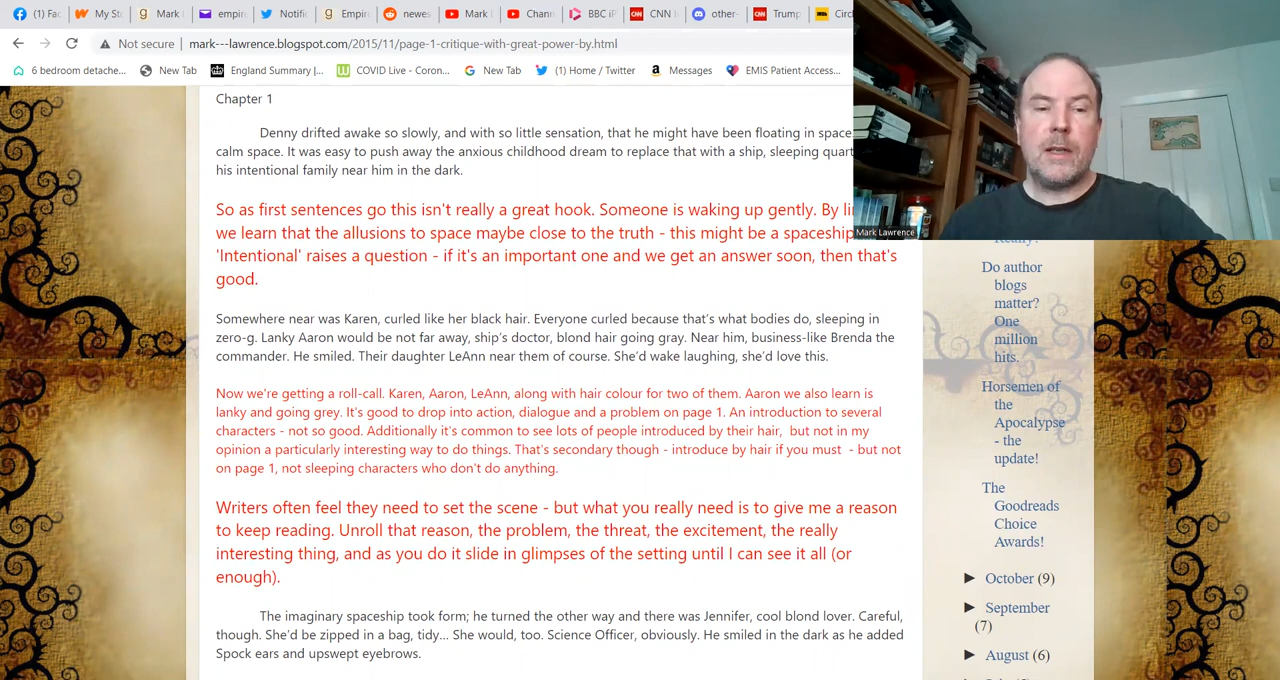 (1) Fac
My St
Mark
empir
Notific
Empir
newes
Mark L
Chann
BBC iP
CNN
other-
Trump
Circl
Not secure
mark---lawrence.blogspot.com/2015/11/page-1-critique-with-great-power-by.html
6 bedroom detache...
New Tab
England Summary |...
COVID Live - Coron...
New Tab
(1) Home / Twitter
Messages
EMIS Patient Access...
Chapter 1
Denny drifted awake so slowly, and with so little sensation, that he might have been floating in space.
calm space. It was easy to push away the anxious childhood dream to replace that with a ship, sleeping quart
his intentional family near him in the dark.
So as first sentences go this isn't really a great hook. Someone is waking up gently. By li
we learn that the allusions to space maybe close to the truth - this might be a spaceship
'Intentional' raises a question - if it's an important one and we get an answer soon, then that's
good.
Somewhere near was Karen, curled like her black hair. Everyone curled because that's what bodies do, sleeping in
zero-g. Lanky Aaron would be not far away, ship's doctor, blond hair going gray. Near him, business-like Brenda the
commander. He smiled. Their daughter LeAnn near them of course. She'd wake laughing, she'd love this.
Now we're getting a roll-call. Karen, Aaron, LeAnn, along with hair colour for two of them. Aaron we also learn is
lanky and going grey. It's good to drop into action, dialogue and a problem on page 1. An introduction to several
characters - not so good. Additionally it's common to see lots of people introduced by their hair, but not in my
opinion a particularly interesting way to do things. That's secondary though - introduce by hair if you must - but not
on page 1, not sleeping characters who don't do anything.
Writers often feel they need to set the scene - but what you really need is to give me a reason
to keep reading. Unroll that reason, the problem, the threat, the excitement, the really
interesting thing, and as you do it slide in glimpses of the setting until I can see it all (or
enough).
The imaginary spaceship took form; he turned the other way and there was Jennifer, cool blond lover. Careful,
though. She'd be zipped in a bag, tidy... She would, too. Science Officer, obviously. He smiled in the dark as he added
Spock ears and upswept eyebrows.
Mark Lawrence
Really?
Do author
blogs
matter?
One
million
hits.
Horsemen of
the
Apocalypse
- the
update!
The
Goodreads
Choice
Awards!
► October (9)
► September
(7)
► August (6)